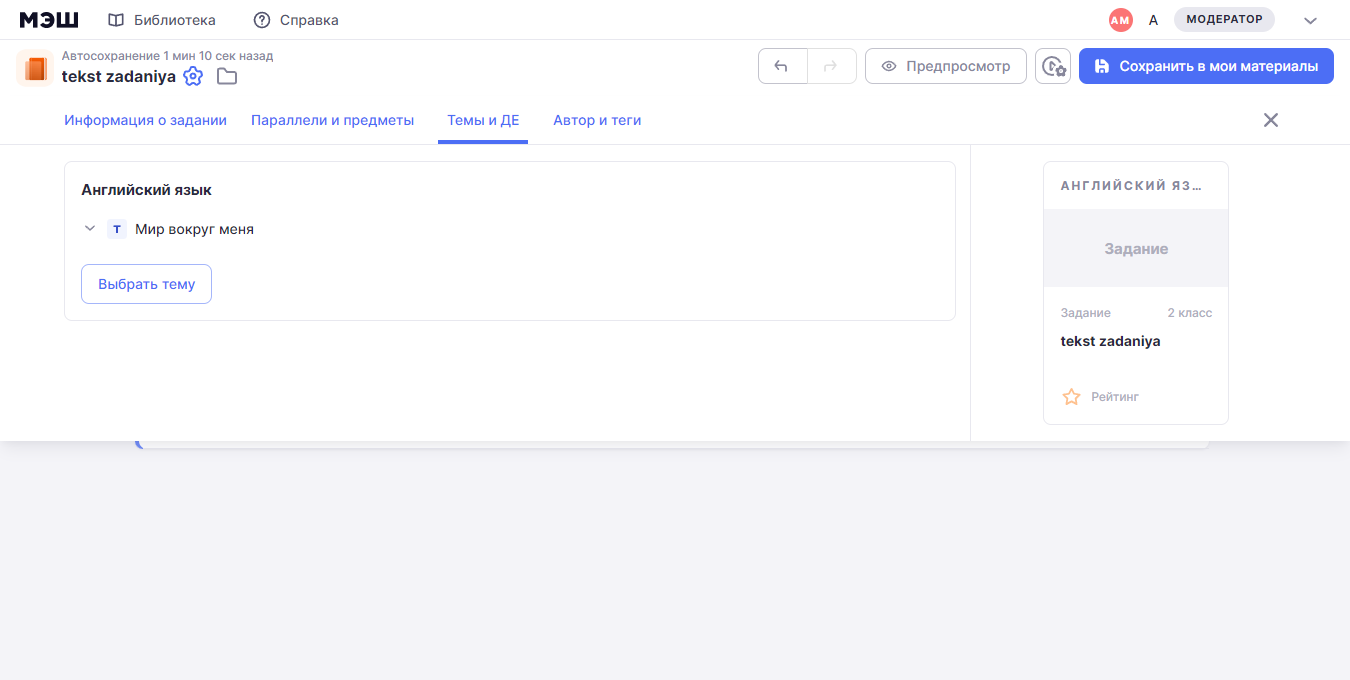 МЭШ Библиотека Справка АМ А МОДЕРАТОР
Автосохранение 1 мин 10 сек назад
tekst zadaniya
Предпросмотр Сохранить в мои материалы
Информация о задании Параллели и предметы Темы и ДЕ Автор и теги
Английский язык
Т Мир вокруг меня
Выбрать тему
АНГЛИЙСКИЙ ЯЗ...
Задание
Задание 2 класс
tekst zadaniya
Рейтинг